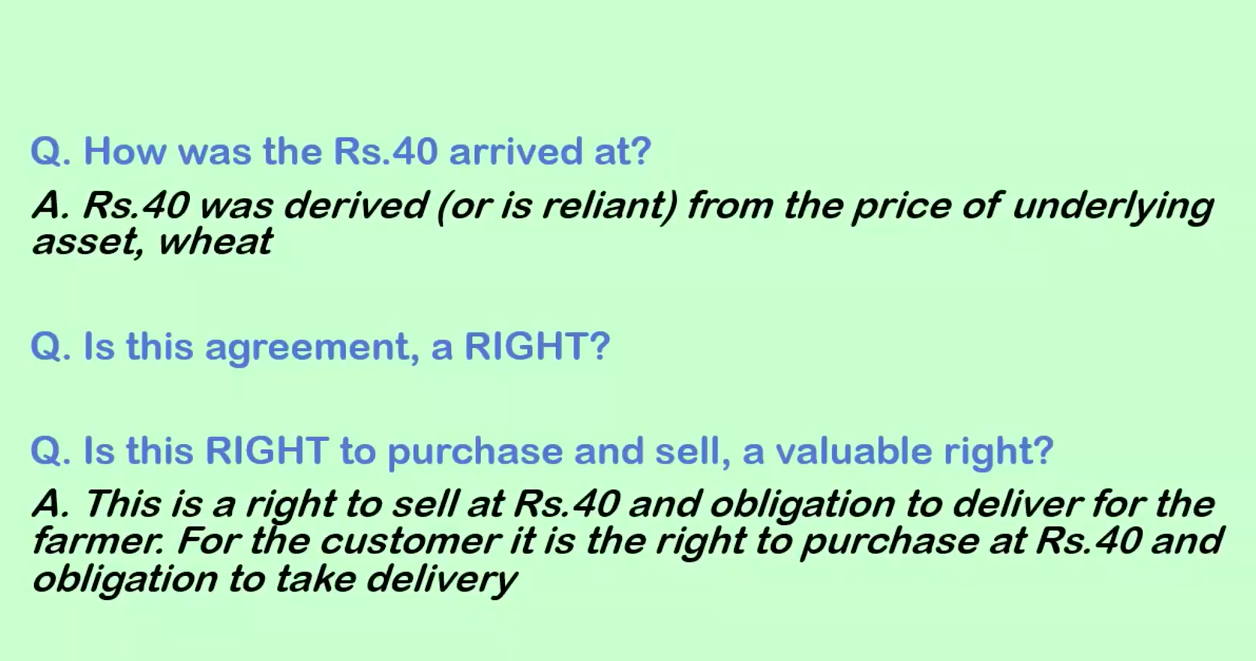 Q. How was the Rs.40 arrived at?
A. Rs.40 was derived (or is reliant) from the price of underlying
asset, wheat
Q. Is this agreement, a RIGHT?
Q. Is this RIGHT to purchase and sell, a valuable right?
A. This is a right to sell at Rs.40 and obligation to deliver for the
farmer. For the customer it is the right to purchase at Rs.40 and
obligation to take delivery